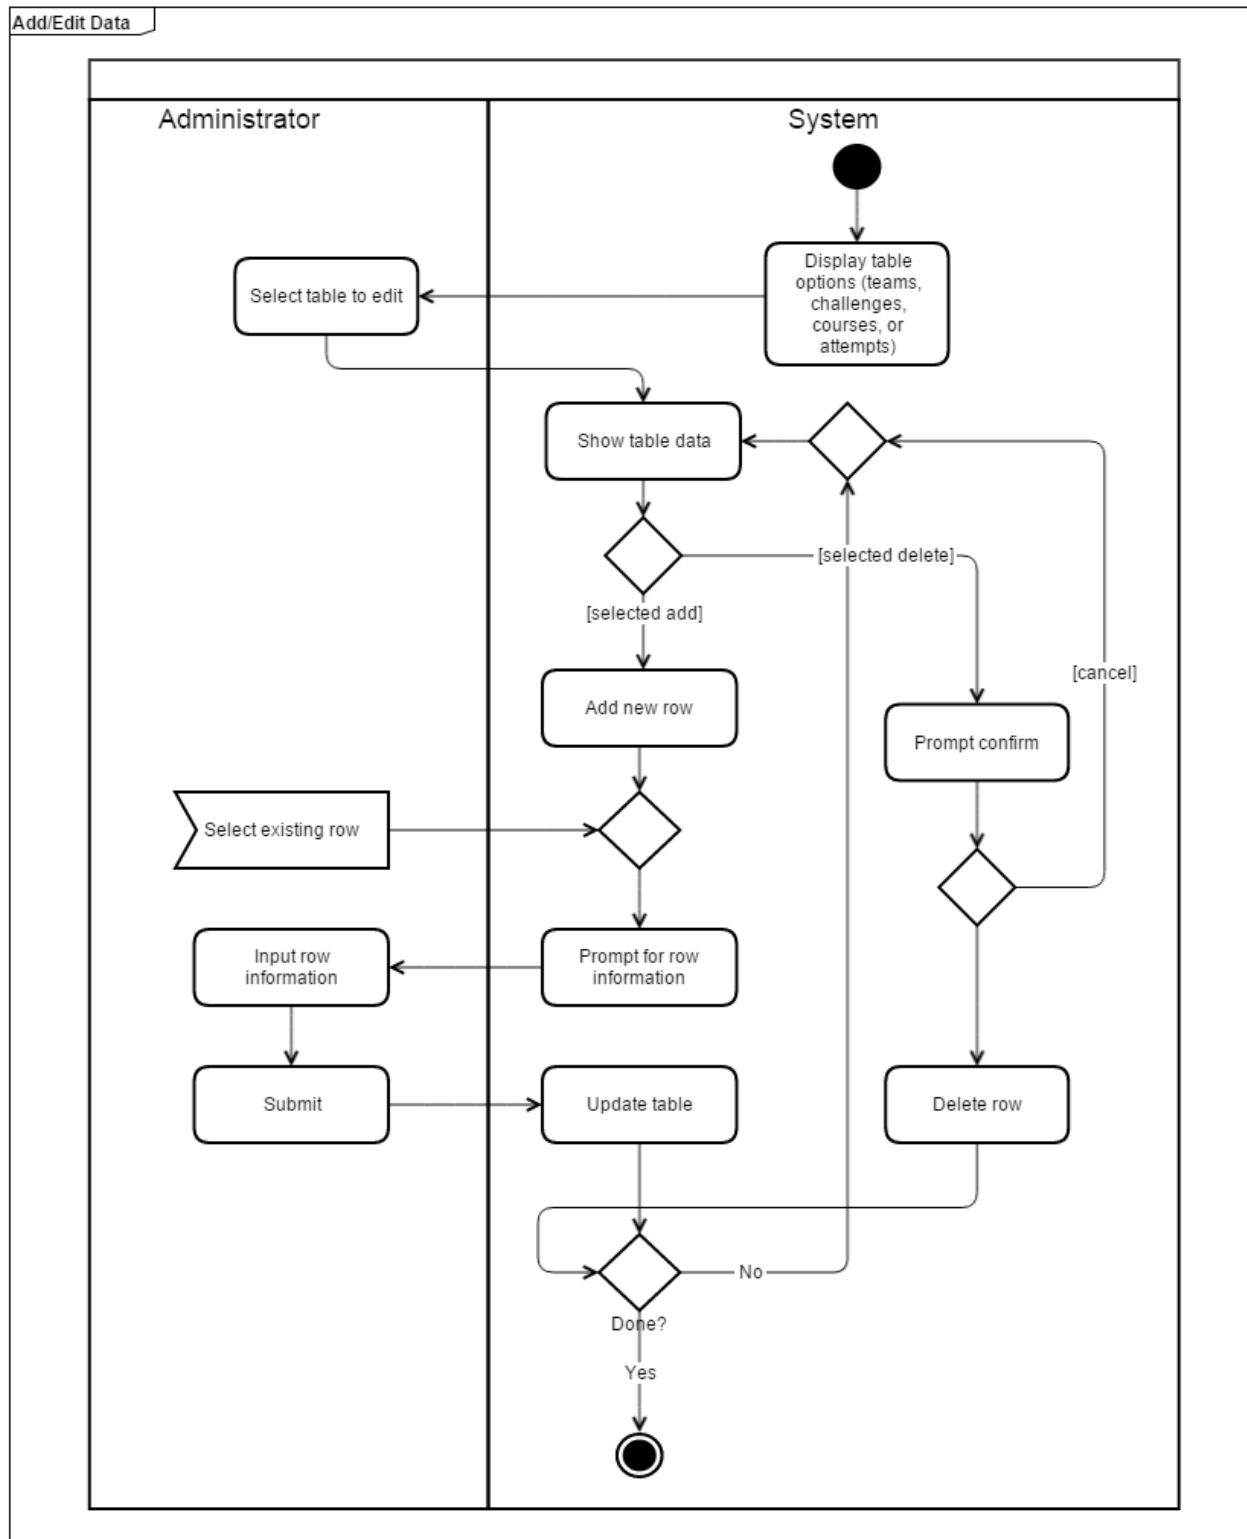 Add/Edit Data
Administrator
System
Display table
options (teams,
challenges,
courses, or
attempts)
Select table to edit
Show table data
[selected delete]
[selected add]
[cancel]
Add new row
Prompt confirm
Select existing row
Input row
information
Prompt for row
information
Submit
Update table
Delete row
No
Done?
Yes